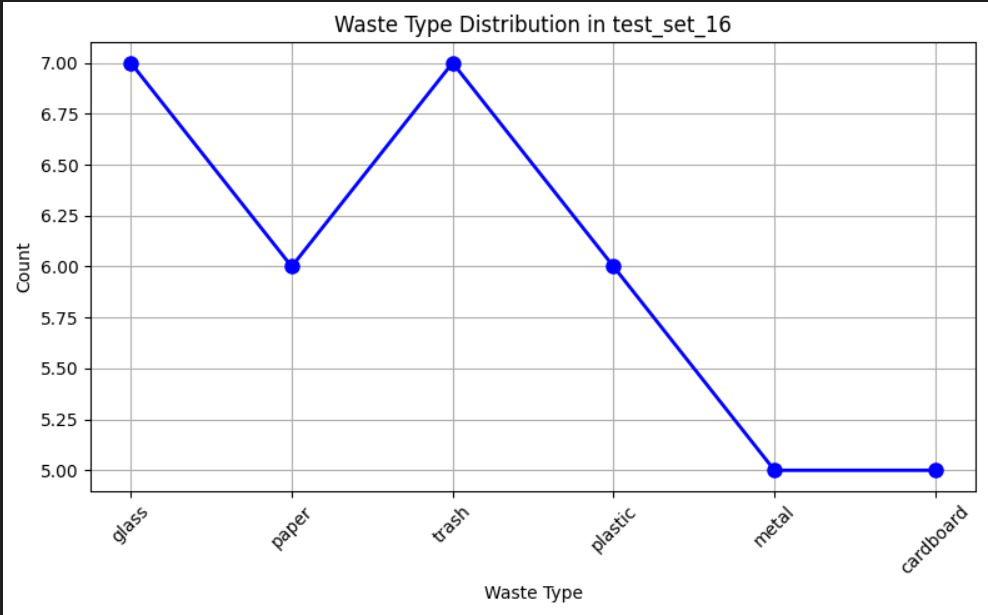 Waste Type Distribution in test_set_16
Count
7.00
6.75
6.50
6.25
6.00
5.75
5.50
5.25
5.00
glass
paper
trash
plastic
metal
cardboard
Waste Type